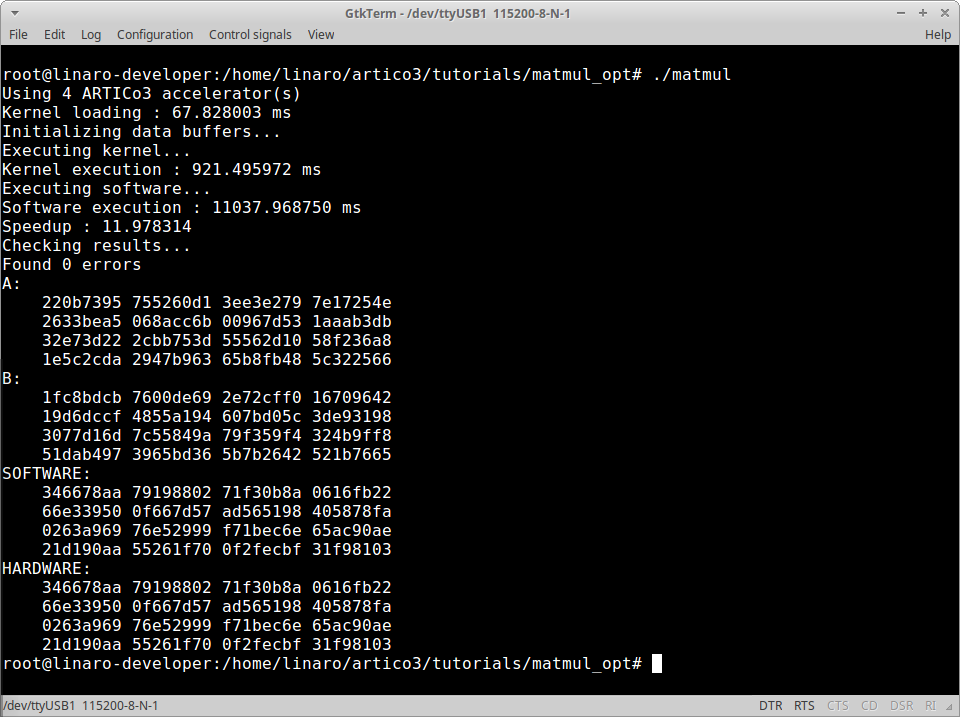 GtkTerm - /dev/ttyUSB1 115200-8-N-1
File Edit Log Configuration Control signals View Help
root@linaro-developer:/home/linaro/artico3/tutorials/matmul_opt# ./matmul
Using 4 ARTICo3 accelerator(s)
Kernel loading : 67.828003 ms
Initializing data buffers...
Executing kernel...
Kernel execution : 921.495972 ms
Executing software...
Software execution : 11037.968750 ms
Speedup : 11.978314
Checking results...
Found 0 errors
A:
220b7395 755260d1 3ee3e279 7e17254e
2633bea5 068acc6b 00967d53 1aaab3db
32e73d22 2cbb753d 55562d10 58f236a8
1e5c2cda 2947b963 65b8fb48 5c322566
B:
1fc8bdcb 7600de69 2e72cff0 16709642
19d6dccf 4855a194 607bd05c 3de93198
3077d16d 7c55849a 79f359f4 324b9ff8
51dab497 3965bd36 5b7b2642 521b7665
SOFTWARE:
346678aa 79198802 71f30b8a 0616fb22
66e33950 0f667d57 ad565198 405878fa
0263a969 76e52999 f71bec6e 65ac90ae
21d190aa 55261f70 0f2fecbf 31f98103
HARDWARE:
346678aa 79198802 71f30b8a 0616fb22
66e33950 0f667d57 ad565198 405878fa
0263a969 76e52999 f71bec6e 65ac90ae
21d190aa 55261f70 0f2fecbf 31f98103
root@linaro-developer:/home/linaro/artico3/tutorials/matmul_opt#
/dev/ttyUSB1 115200-8-N-1 DTR RTS CTS CD DSR RI